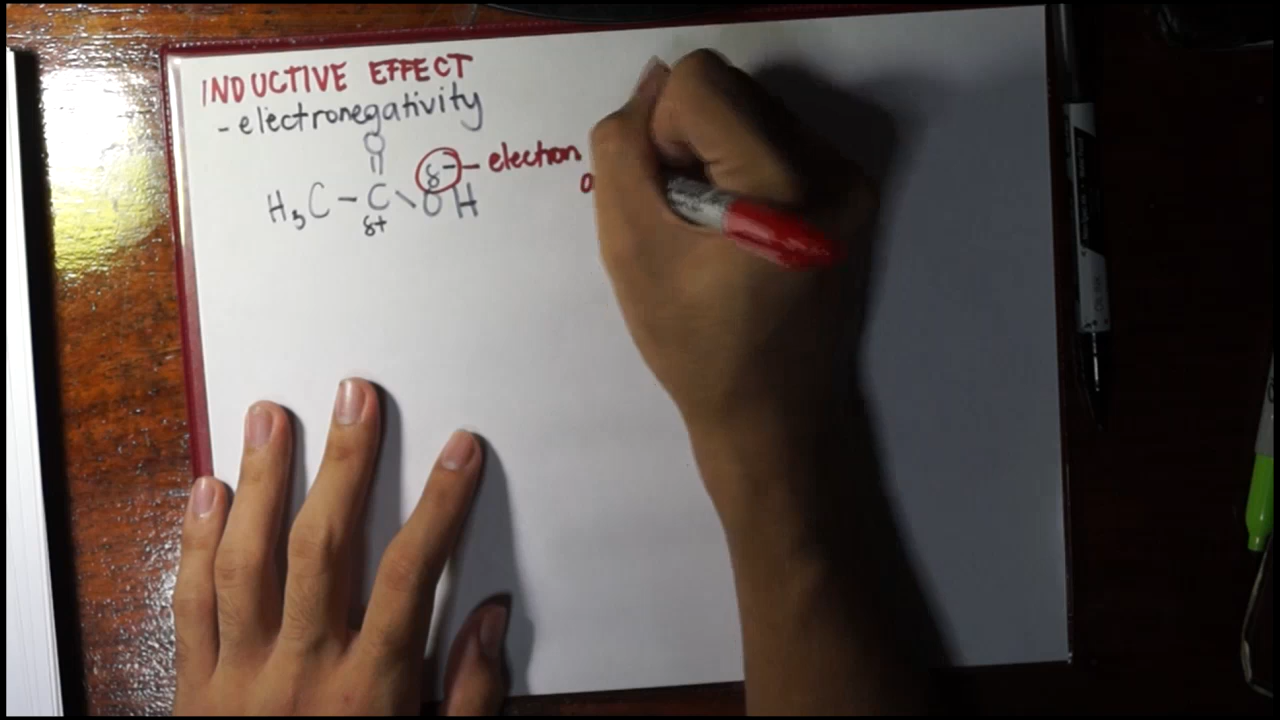 INDUCTIVE EFFECT
- electronegativity
O
||
δ- - election
H3C - C \ OH
δ+